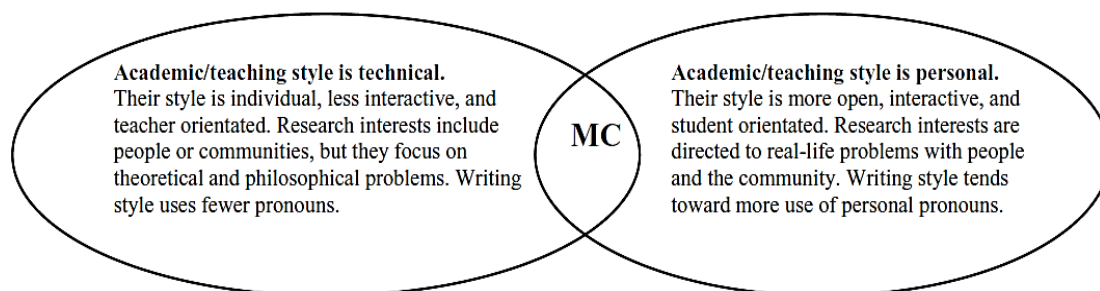 Academic/teaching style is technical.
Their style is individual, less interactive, and
teacher orientated. Research interests include
people or communities, but they focus on
theoretical and philosophical problems. Writing
style uses fewer pronouns.
MC
Academic/teaching style is personal.
Their style is more open, interactive, and
student orientated. Research interests are
directed to real-life problems with people
and the community. Writing style tends
toward more use of personal pronouns.